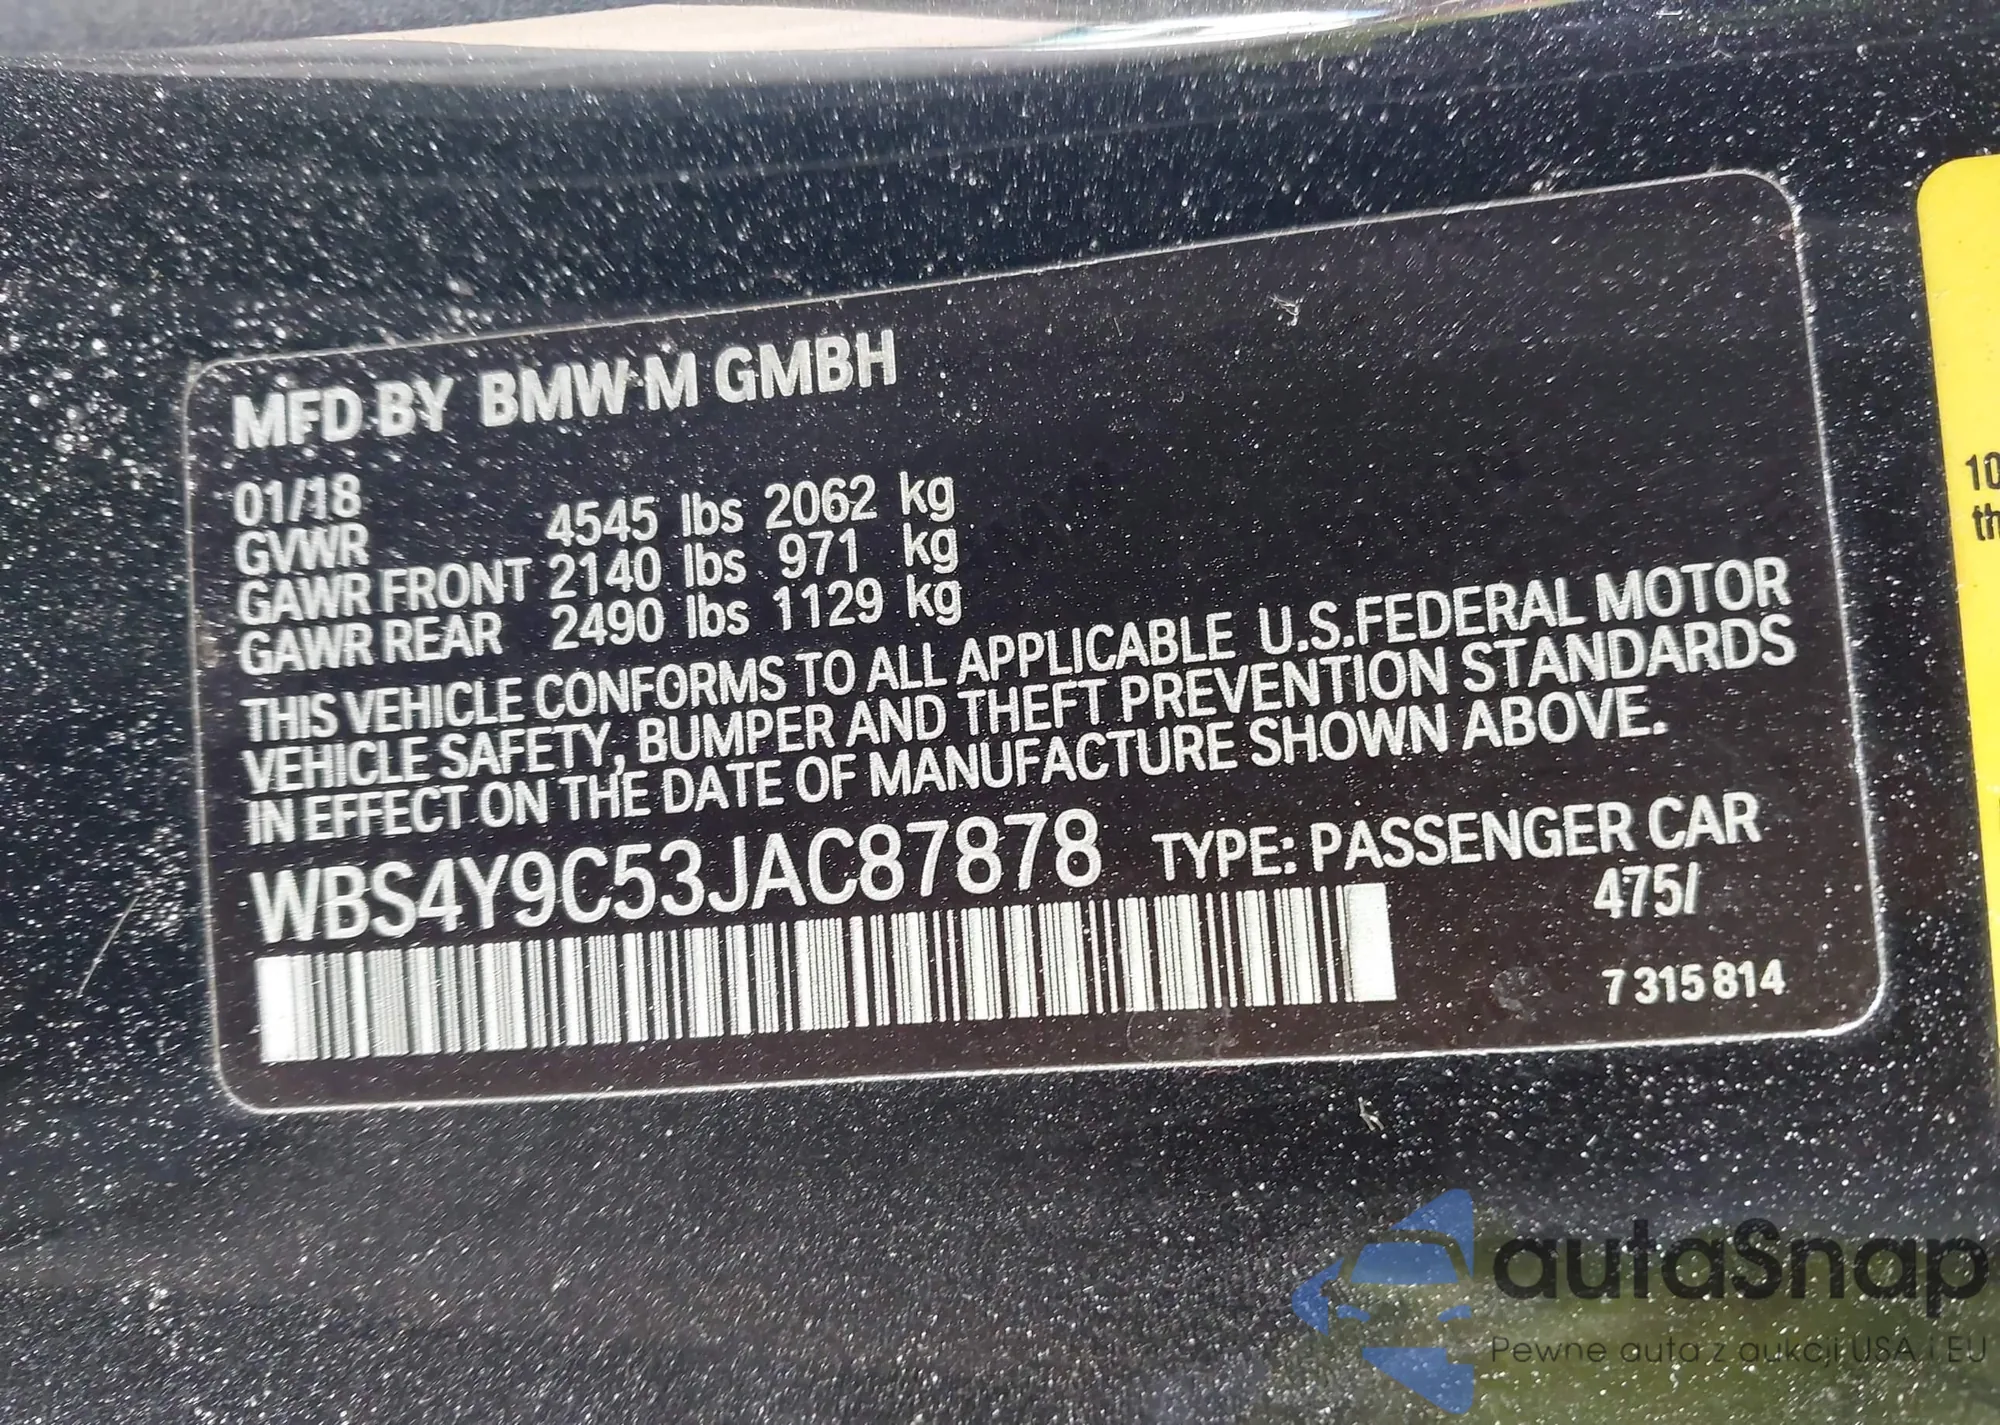 MFD BY BMW M GMBH
01/18
GVWR 4545 lbs 2062 kg
GAWR FRONT 2140 lbs 971 kg
GAWR REAR 2490 lbs 1129 kg
THIS VEHICLE CONFORMS TO ALL APPLICABLE U.S.FEDERAL MOTOR
VEHICLE SAFETY, BUMPER AND THEFT PREVENTION STANDARDS
IN EFFECT ON THE DATE OF MANUFACTURE SHOWN ABOVE.
WBS4Y9C53JAC87878 TYPE: PASSENGER CAR
475/
7 315 814
10
th
autaSnap
Pewne auta z aukcji USA i EU